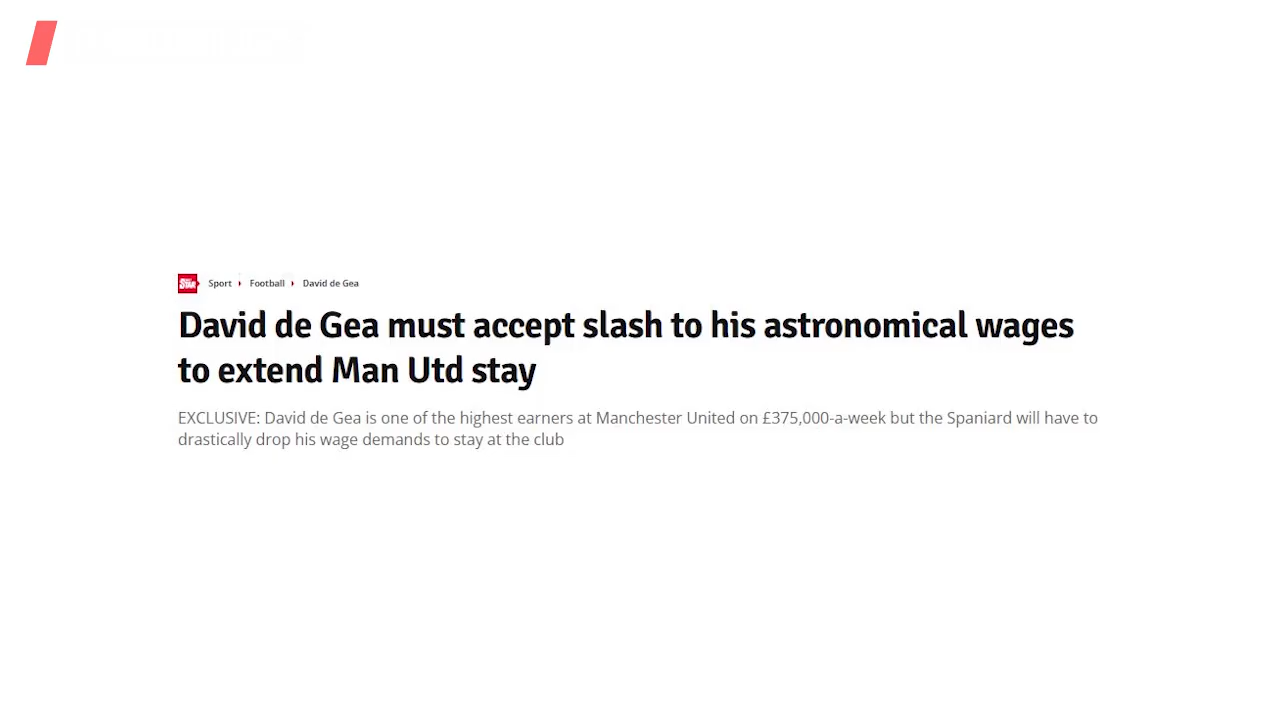 STAR
Sport Football David de Gea
David de Gea must accept slash to his astronomical wages
to extend Man Utd stay
EXCLUSIVE: David de Gea is one of the highest earners at Manchester United on £375,000-a-week but the Spaniard will have to
drastically drop his wage demands to stay at the club